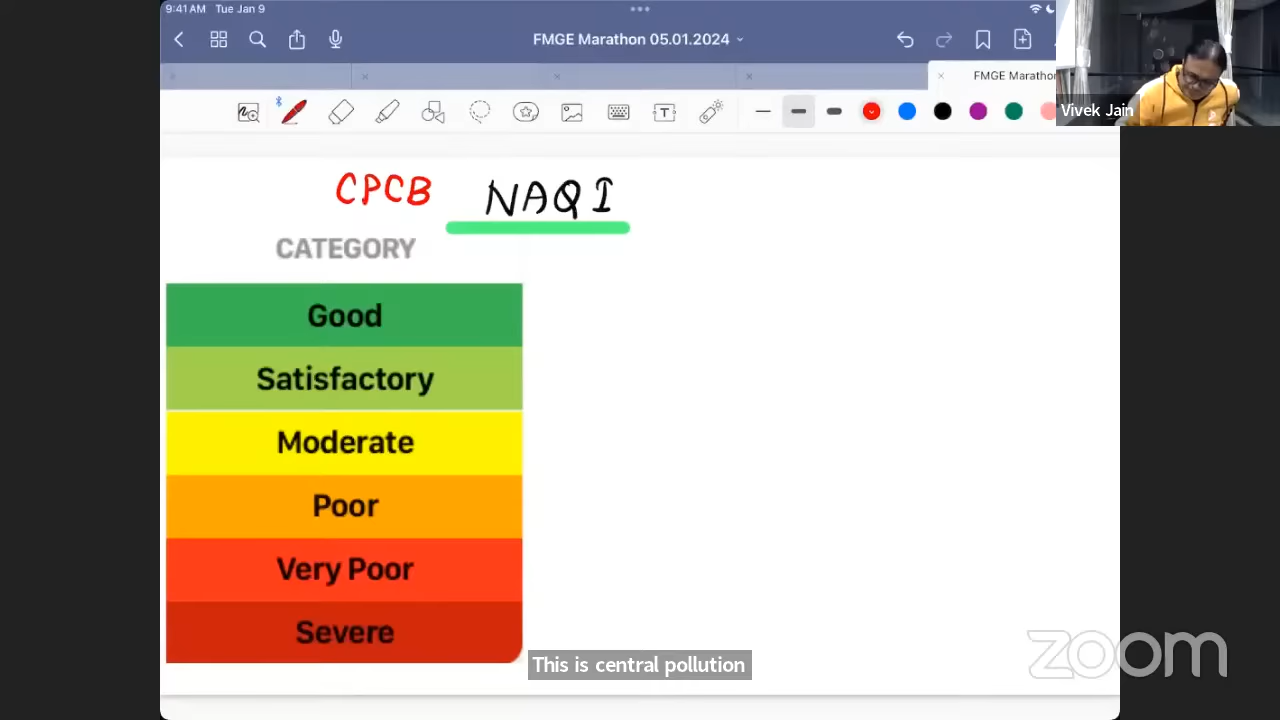 9:41 AM Tue Jan 9
FMGE Marathon 05.01.2024
FMGE Marathon
Vivek Jain
CPCB NAQI
CATEGORY
Good
Satisfactory
Moderate
Poor
Very Poor
Severe
This is central pollution
zoom